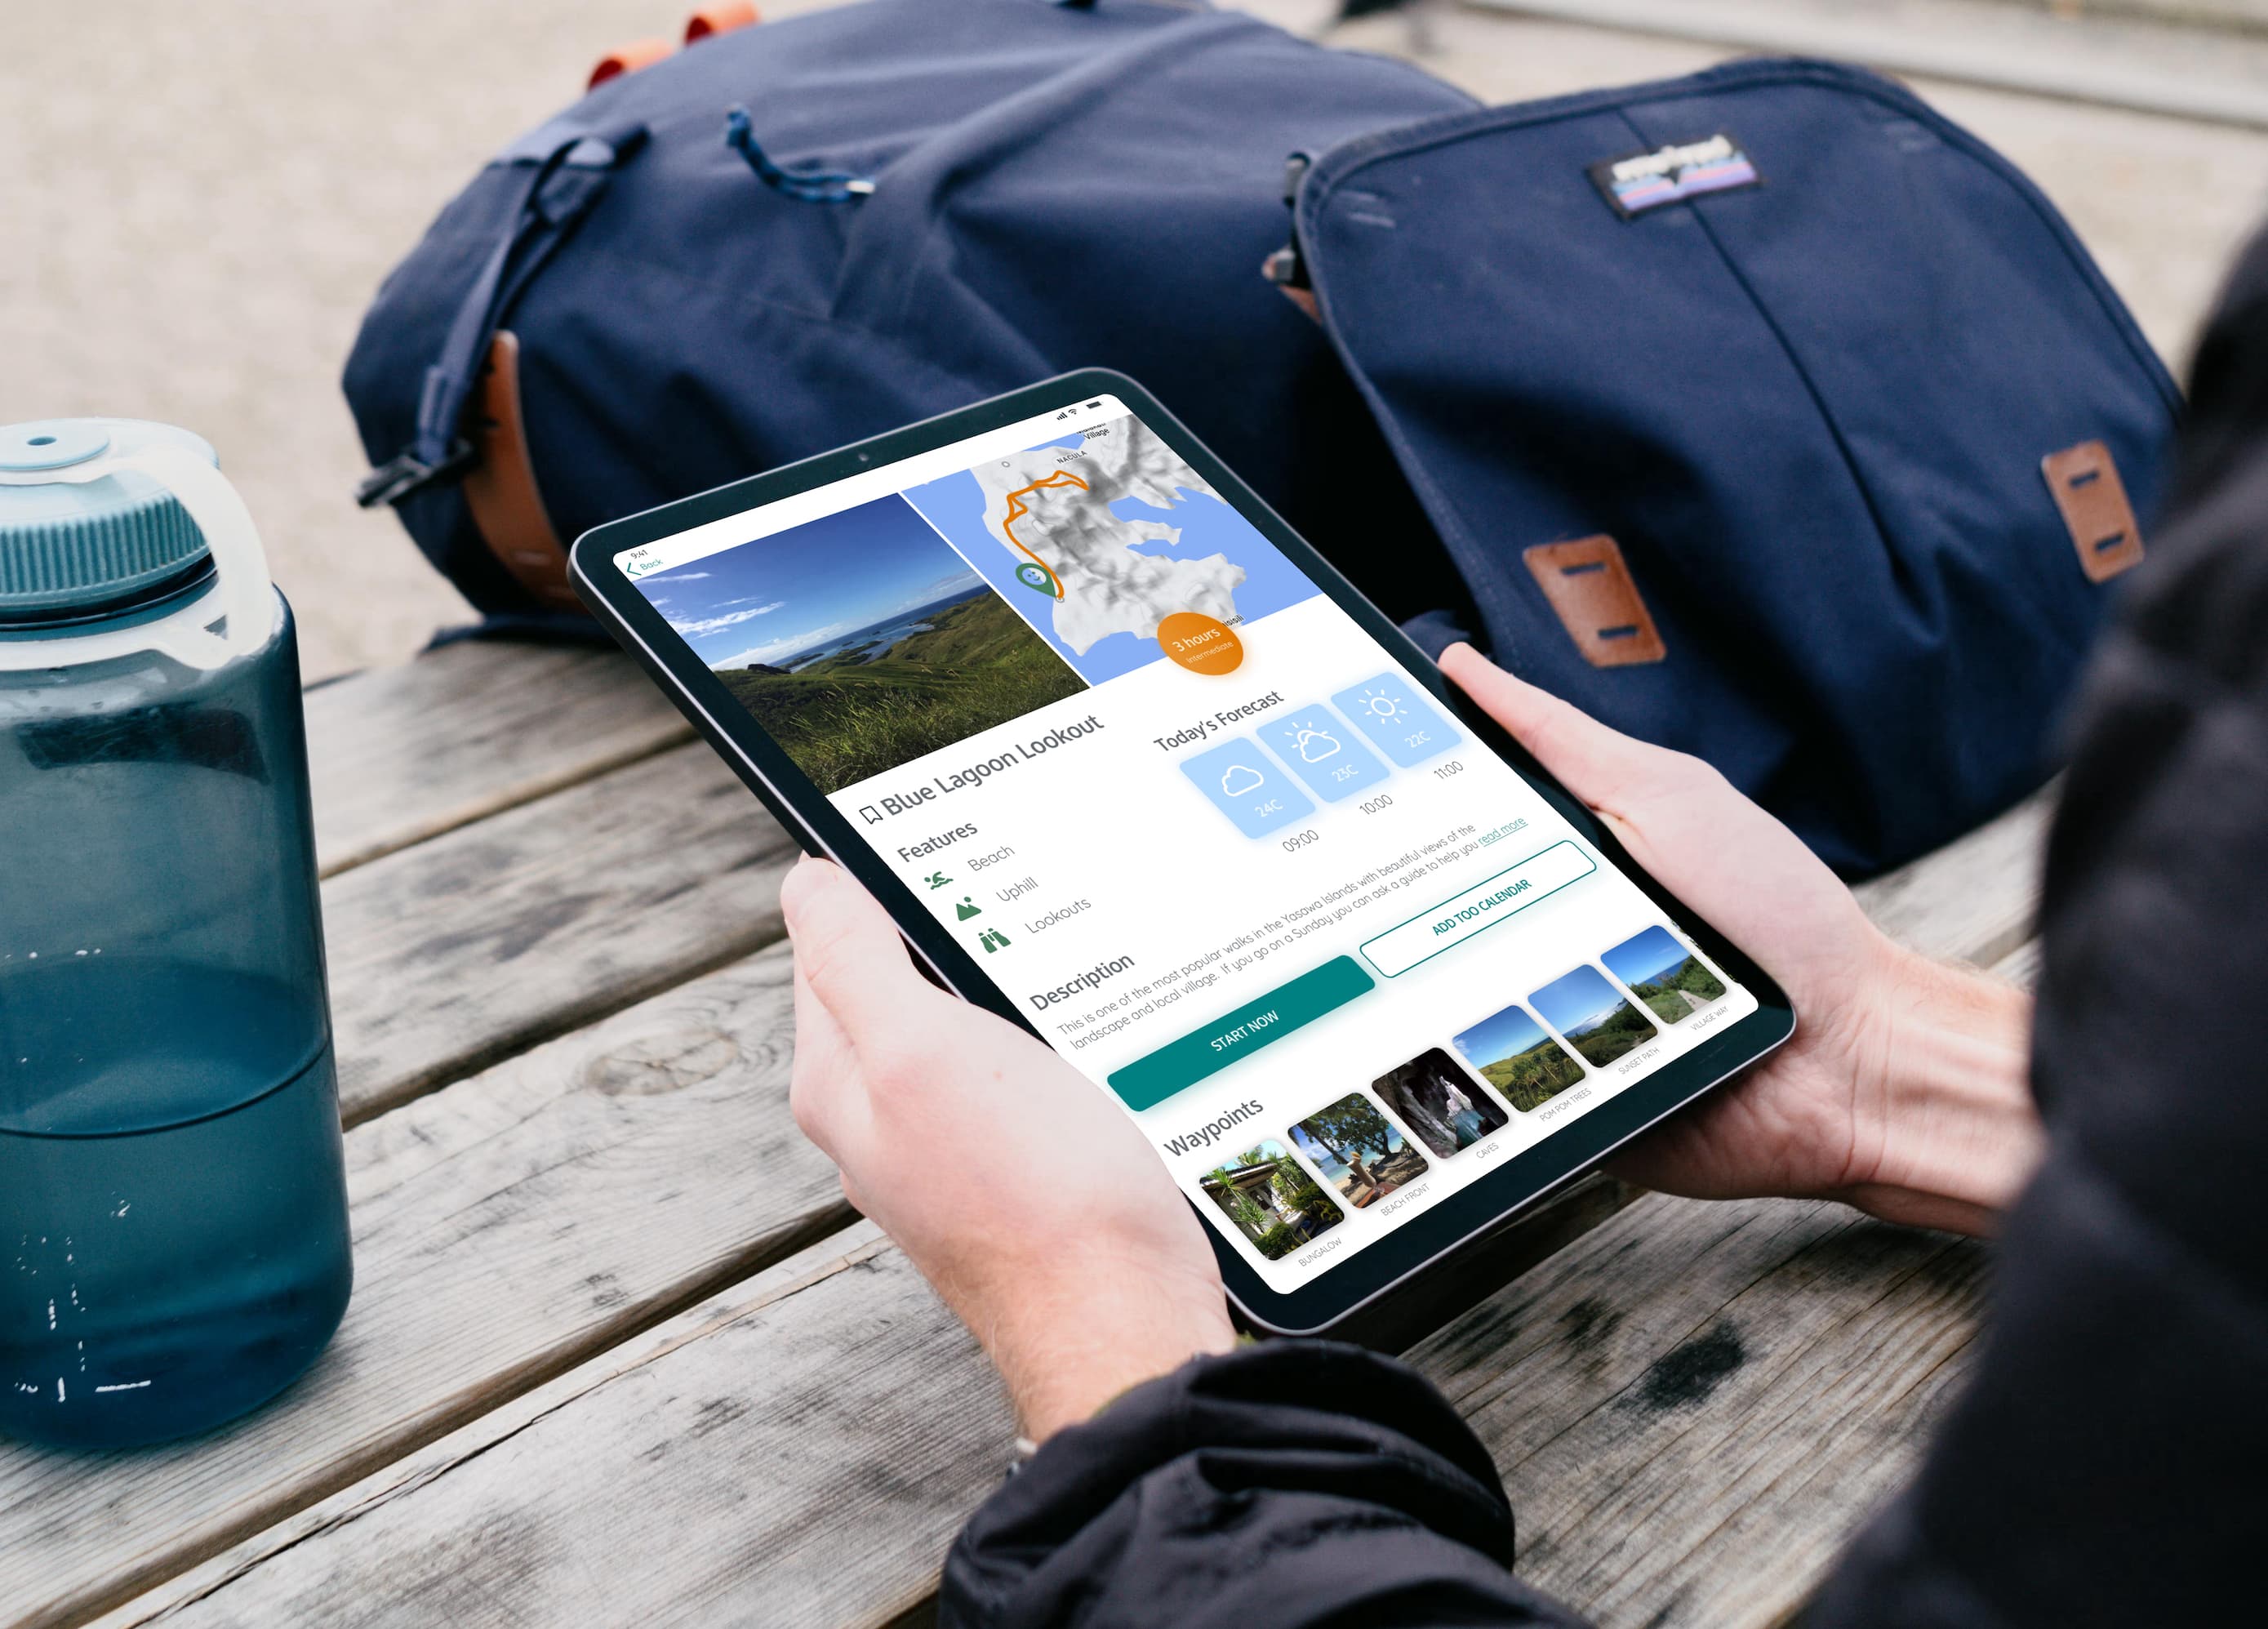 9:41
Back
Village
NACULA
3 hours
Intermediate
Blue Lagoon Lookout
Features
Beach
Uphill
Lookouts
Today's Forecast
24C
23C
22C
09:00
10:00
11:00
Description
This is one of the most popular walks in the Yasawa Islands with beautiful views of the
landscape and local village. If you go on a Sunday you can ask a guide to help you read more
START NOW
ADD TOO CALENDAR
Waypoints
BUNGALOW
BEACH FRONT
CAVES
POM POM TREES
SUNSET PATH
VILLAGE WAY